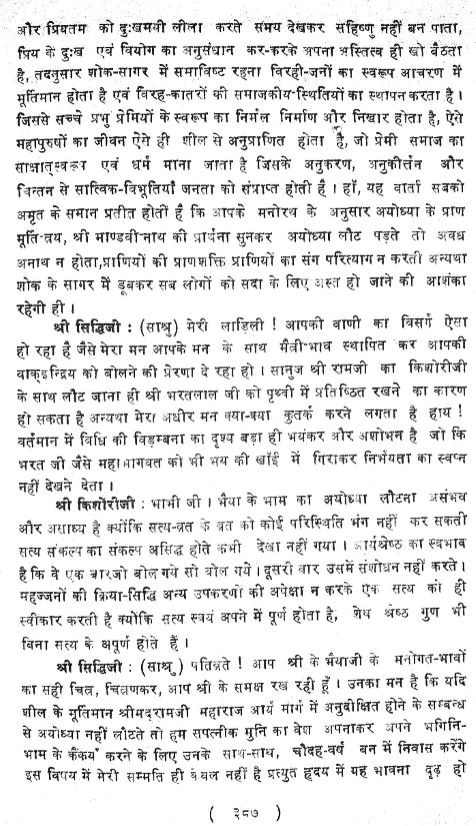 और प्रियतम को दुःखमयी लीला करते समय देखकर सहिष्णु नहीं बन पाता,
प्रिय के दुःख एवं वियोग का अनुसंधान कर-करके अपना अस्तित्व ही खो बैठता
है, तदनुसार शोक-सागर में समाविष्ट रहना विरही-जनों का स्वरूप आचरण में
मूर्तिमान होता है एवं विरह-कातरों की समाजकीय-स्थितियों का स्थापन करता है।
जिससे सच्चे प्रभु प्रेमियों के स्वरूप का निर्मल निर्माण और निखार होता है, ऐने
महापुरुषों का जीवन ऐसे ही शील से अनुप्राणित होता है, जो प्रेमी समाज का
साक्षात्स्वरूप एवं धर्म माना जाता है जिसके अनुकरण, अनुकीर्तन और
चिन्तन से सात्विक-विभूतियाँ जनता को संप्राप्त होती हैं। हाँ, यह वार्ता सबको
अमृत के समान प्रतीत होती है कि आपके मनोरथ के अनुसार अयोध्या के प्राण
मूर्ति-त्रय, श्री माण्डवी नाथ की प्रार्थना सुनकर अयोध्या लौट पड़ते तो अवध
अनाथ न होता,प्राणियों की प्राणशक्ति प्राणियों का संग परित्याग न करती अन्यथा
शोक के सागर में डूबकर सब लोगों को सदा के लिए अस्त हो जाने की आशंका
रहेगी ही।
श्री सिद्धिजी : (साश्रु) मेरी लाड़िली ! आपकी वाणी का विसर्ग ऐसा
हो रहा है जैसे मेरा मन आपके मन के साथ मैत्री-भाव स्थापित कर आपकी
वाक्इन्द्रिय को बोलने की प्रेरणा दे रहा हो। सानुज श्री रामजी का किशोरीजी
के साथ लौट जाना ही श्री भरतलाल जी को पृथ्वी में प्रतिष्ठित रखने का कारण
हो सकता है अन्यथा मेरा अधीर मन क्या-क्या कुतर्क करने लगता है हाय !
वर्तमान में विधि की विडम्बना का दृश्य बड़ा ही भयंकर और अशोभन है जो कि
भरत जी जैसे महाभागवत को भी भय की खाँई में गिराकर निर्भयता का स्वप्न
नहीं देखने देता।
श्री किशोरीजी : भाभी जी। भैया के भाम का अयोध्या लौटना असंभव
और असाध्य है क्योंकि सत्य-व्रत के व्रत को कोई परिस्थिति भंग नहीं कर सकती
सत्य संकल्प का संकल्प असिद्ध होते कभी देखा नहीं गया। आर्यश्रेष्ठ का स्वभाव
है कि वे एक बारजो बोल गये सो बोल गये। दूसरी बार उसमें संशोधन नहीं करते।
महज्जनों की क्रिया-सिद्धि अन्य उपकरणों की अपेक्षा न करके एक सत्य को ही
स्वीकार करती है क्योंकि सत्य स्वयं अपने में पूर्ण होता है, शेष श्रेष्ठ गुण भी
बिना सत्य के अपूर्ण होते हैं।
श्री सिद्धिजी : (साश्रु) पतिव्रते ! आप श्री के भैयाजी के मनोगत-भावों
का सही चित्र, चित्रणकर, आप श्री के समक्ष रख रही हूँ। उनका मन है कि यदि
शील के मूर्तिमान श्रीमद्रामजी महाराज आर्य मार्ग में अनुबोधित होने के सम्बन्ध
से अयोध्या नहीं लौटते तो हम सपत्नीक मुनि का वेश अपनाकर अपने भगिनि-
भाम के कैंकर्य करने के लिए उनके साथ-साथ, चौदह-वर्ष बन में निवास करेंगे
इस विषय में मेरी सम्मति ही केवल नहीं है प्रत्युत हृदय में यह भावना दृढ़ हो
( ३८७ )